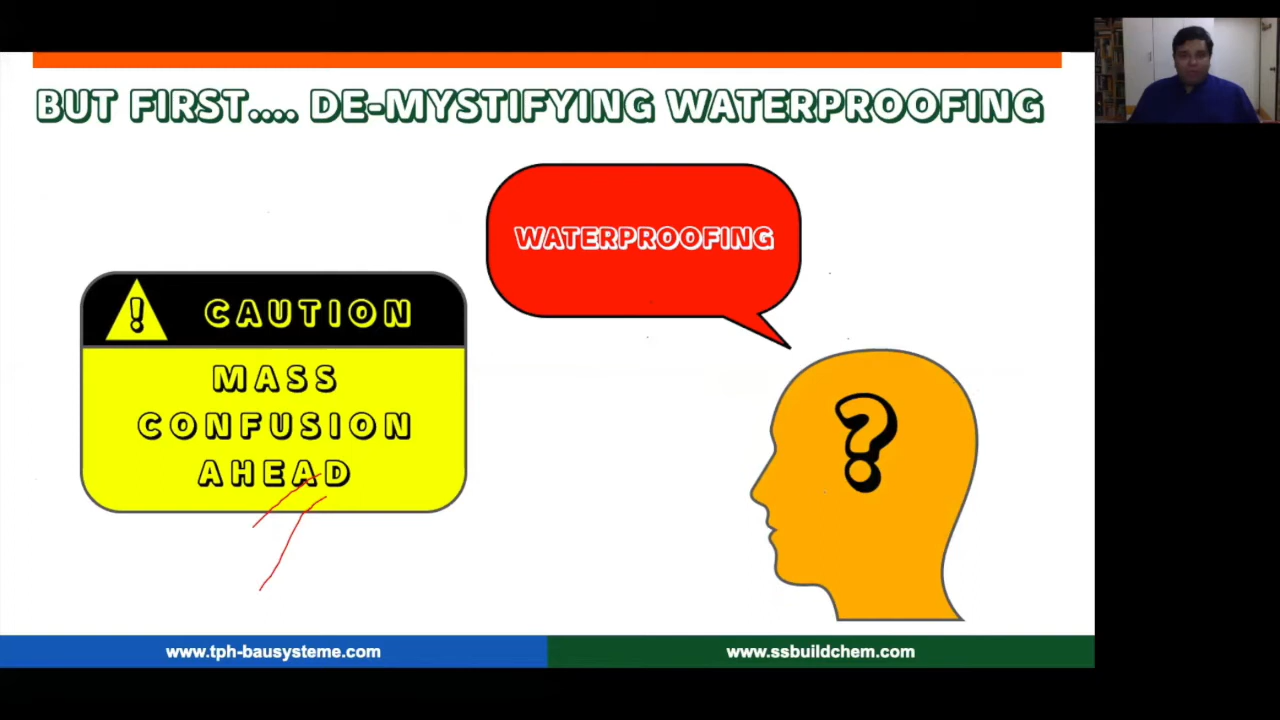 BUT FIRST.... DE-MYSTIFYING WATERPROOFING
WATERPROOFING
! CAUTION
MASS
CONFUSION
AHEAD
?
www.tph-bausysteme.com
www.ssbuildchem.com